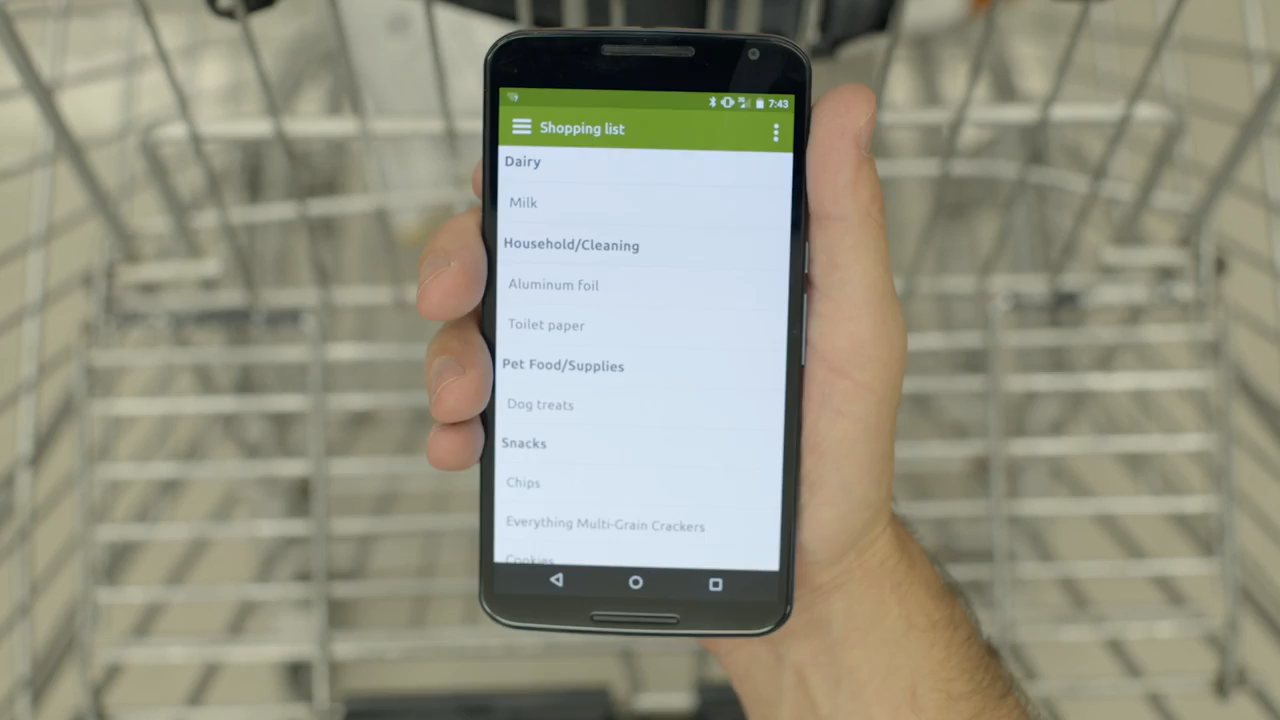 7:43
Shopping list
Dairy
Milk
Household/Cleaning
Aluminum foil
Toilet paper
Pet Food/Supplies
Dog treats
Snacks
Chips
Everything Multi-Grain Crackers
Cookies